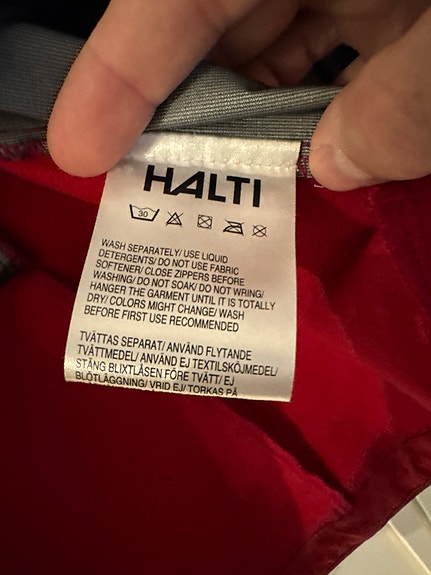 HALTI
30
WASH SEPARATELY/ USE LIQUID
DETERGENTS/ DO NOT USE FABRIC
SOFTENER/ CLOSE ZIPPERS BEFORE
WASHING/ DO NOT SOAK/ DO NOT WRING/
HANGER THE GARMENT UNTIL IT IS TOTALLY
DRY/ COLORS MIGHT CHANGE/ WASH
BEFORE FIRST USE RECOMMENDED
TVÄTTAS SEPARAT/ ANVÄND FLYTANDE
TVÄTTMEDEL/ ANVÄND EJ TEXTILSKÖJMEDEL/
STÄNG BLIXTLÅSEN FÖRE TVÄTT/ EJ
BLÖTLÄGGNING/ VRID EJ/ TORKAS PÅ